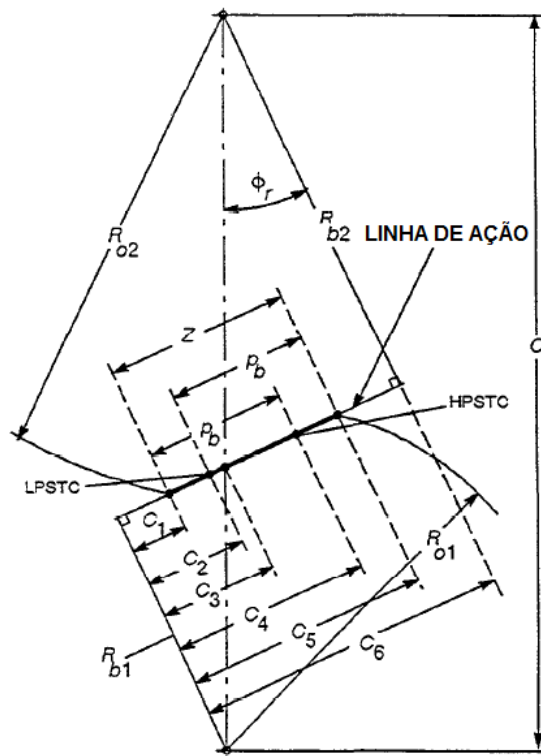 C
ϕr
Ro2
Rb2
LINHA DE AÇÃO
Z
pb
HPSTC
pb
LPSTC
C1
C2
Ro1
C3
C4
C5
Rb1
C6